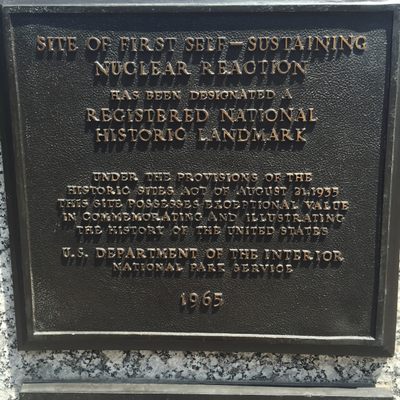 SITE OF FIRST SELF-SUSTAINING
NUCLEAR REACTION
HAS BEEN DESIGNATED A
REGISTERED NATIONAL
HISTORIC LANDMARK
UNDER THE PROVISIONS OF THE
HISTORIC SITES ACT OF AUGUST 21, 1935
THIS SITE POSSESSES EXCEPTIONAL VALUE
IN COMMEMORATING AND ILLUSTRATING
THE HISTORY OF THE UNITED STATES
U.S. DEPARTMENT OF THE INTERIOR
NATIONAL PARK SERVICE
1965